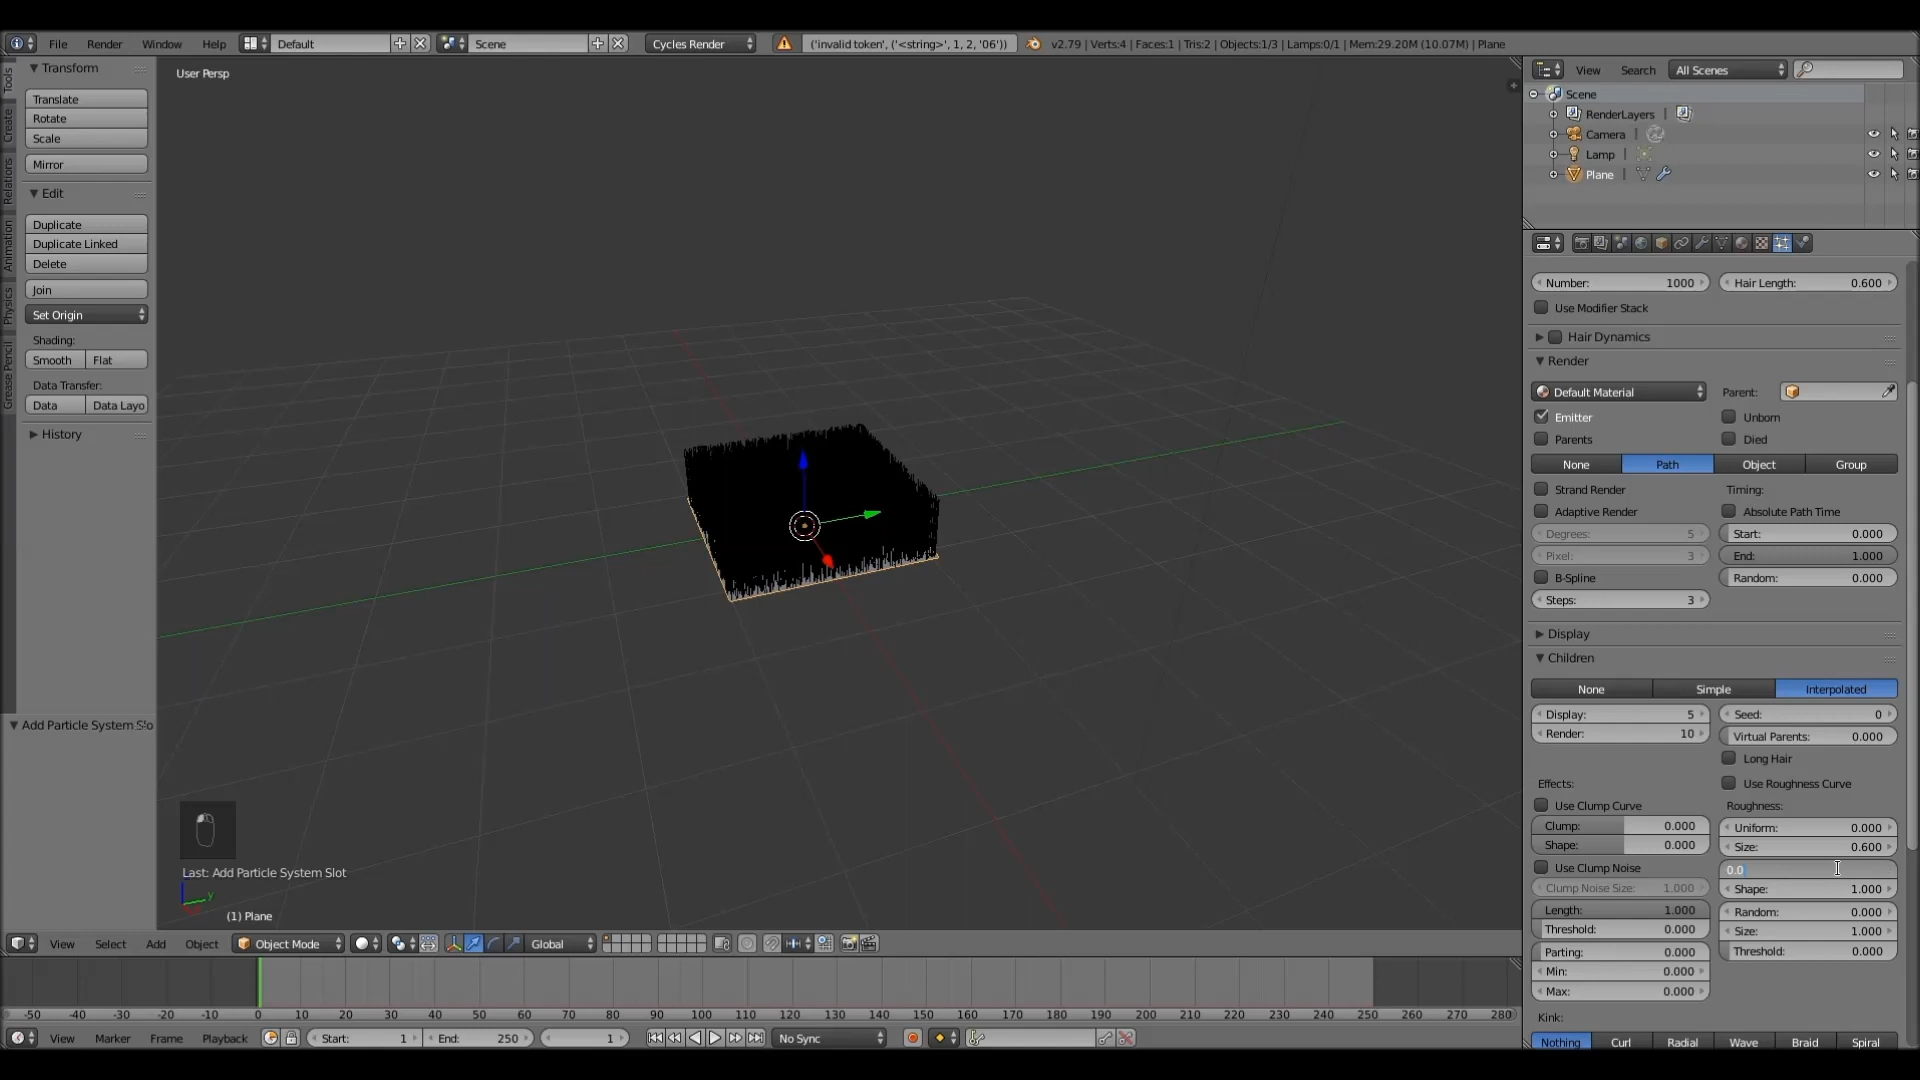 File Render Window Help Default Scene Cycles Render ('invalid token', ('<string>', 1, 2, '06')) v2.79 | Verts:4 | Faces:1 | Tris:2 | Objects:1/3 | Lamps:0/1 | Mem:29.20M (10.07M) | Plane
Tools
Create
Relations
Animation
Physics
Grease Pencil
Transform
Translate
Rotate
Scale
Mirror
Edit
Duplicate
Duplicate Linked
Delete
Join
Set Origin
Shading:
Smooth Flat
Data Transfer:
Data Data Layo
History
Add Particle System Slo
User Persp
Last: Add Particle System Slot
(1) Plane
View Select Add Object Object Mode Global
-50 -40 -30 -20 -10 0 10 20 30 40 50 60 70 80 90 100 110 120 130 140 150 160 170 180 190 200 210 220 230 240 250 260 270 280
View Marker Frame Playback Start: 1 End: 250 1 No Sync
View Search All Scenes
Scene
RenderLayers |
Camera |
Lamp |
Plane |
Number: 1000 Hair Length: 0.600
Use Modifier Stack
Hair Dynamics
Render
Default Material Parent:
Emitter Unborn
Parents Died
None Path Object Group
Strand Render Timing:
Adaptive Render Absolute Path Time
Degrees: 5 Start: 0.000
Pixel: 3 End: 1.000
B-Spline Random: 0.000
Steps: 3
Display
Children
None Simple Interpolated
Display: 5 Seed: 0
Render: 10 Virtual Parents: 0.000
Long Hair
Effects: Use Roughness Curve
Use Clump Curve Roughness:
Clump: 0.000 Uniform: 0.000
Shape: 0.000 Size: 0.600
Use Clump Noise 0.0
Clump Noise Size: 1.000 Shape: 1.000
Length: 1.000 Random: 0.000
Threshold: 0.000 Size: 1.000
Parting: 0.000 Threshold: 0.000
Min: 0.000
Max: 0.000
Kink:
Nothing Curl Radial Wave Braid Spiral